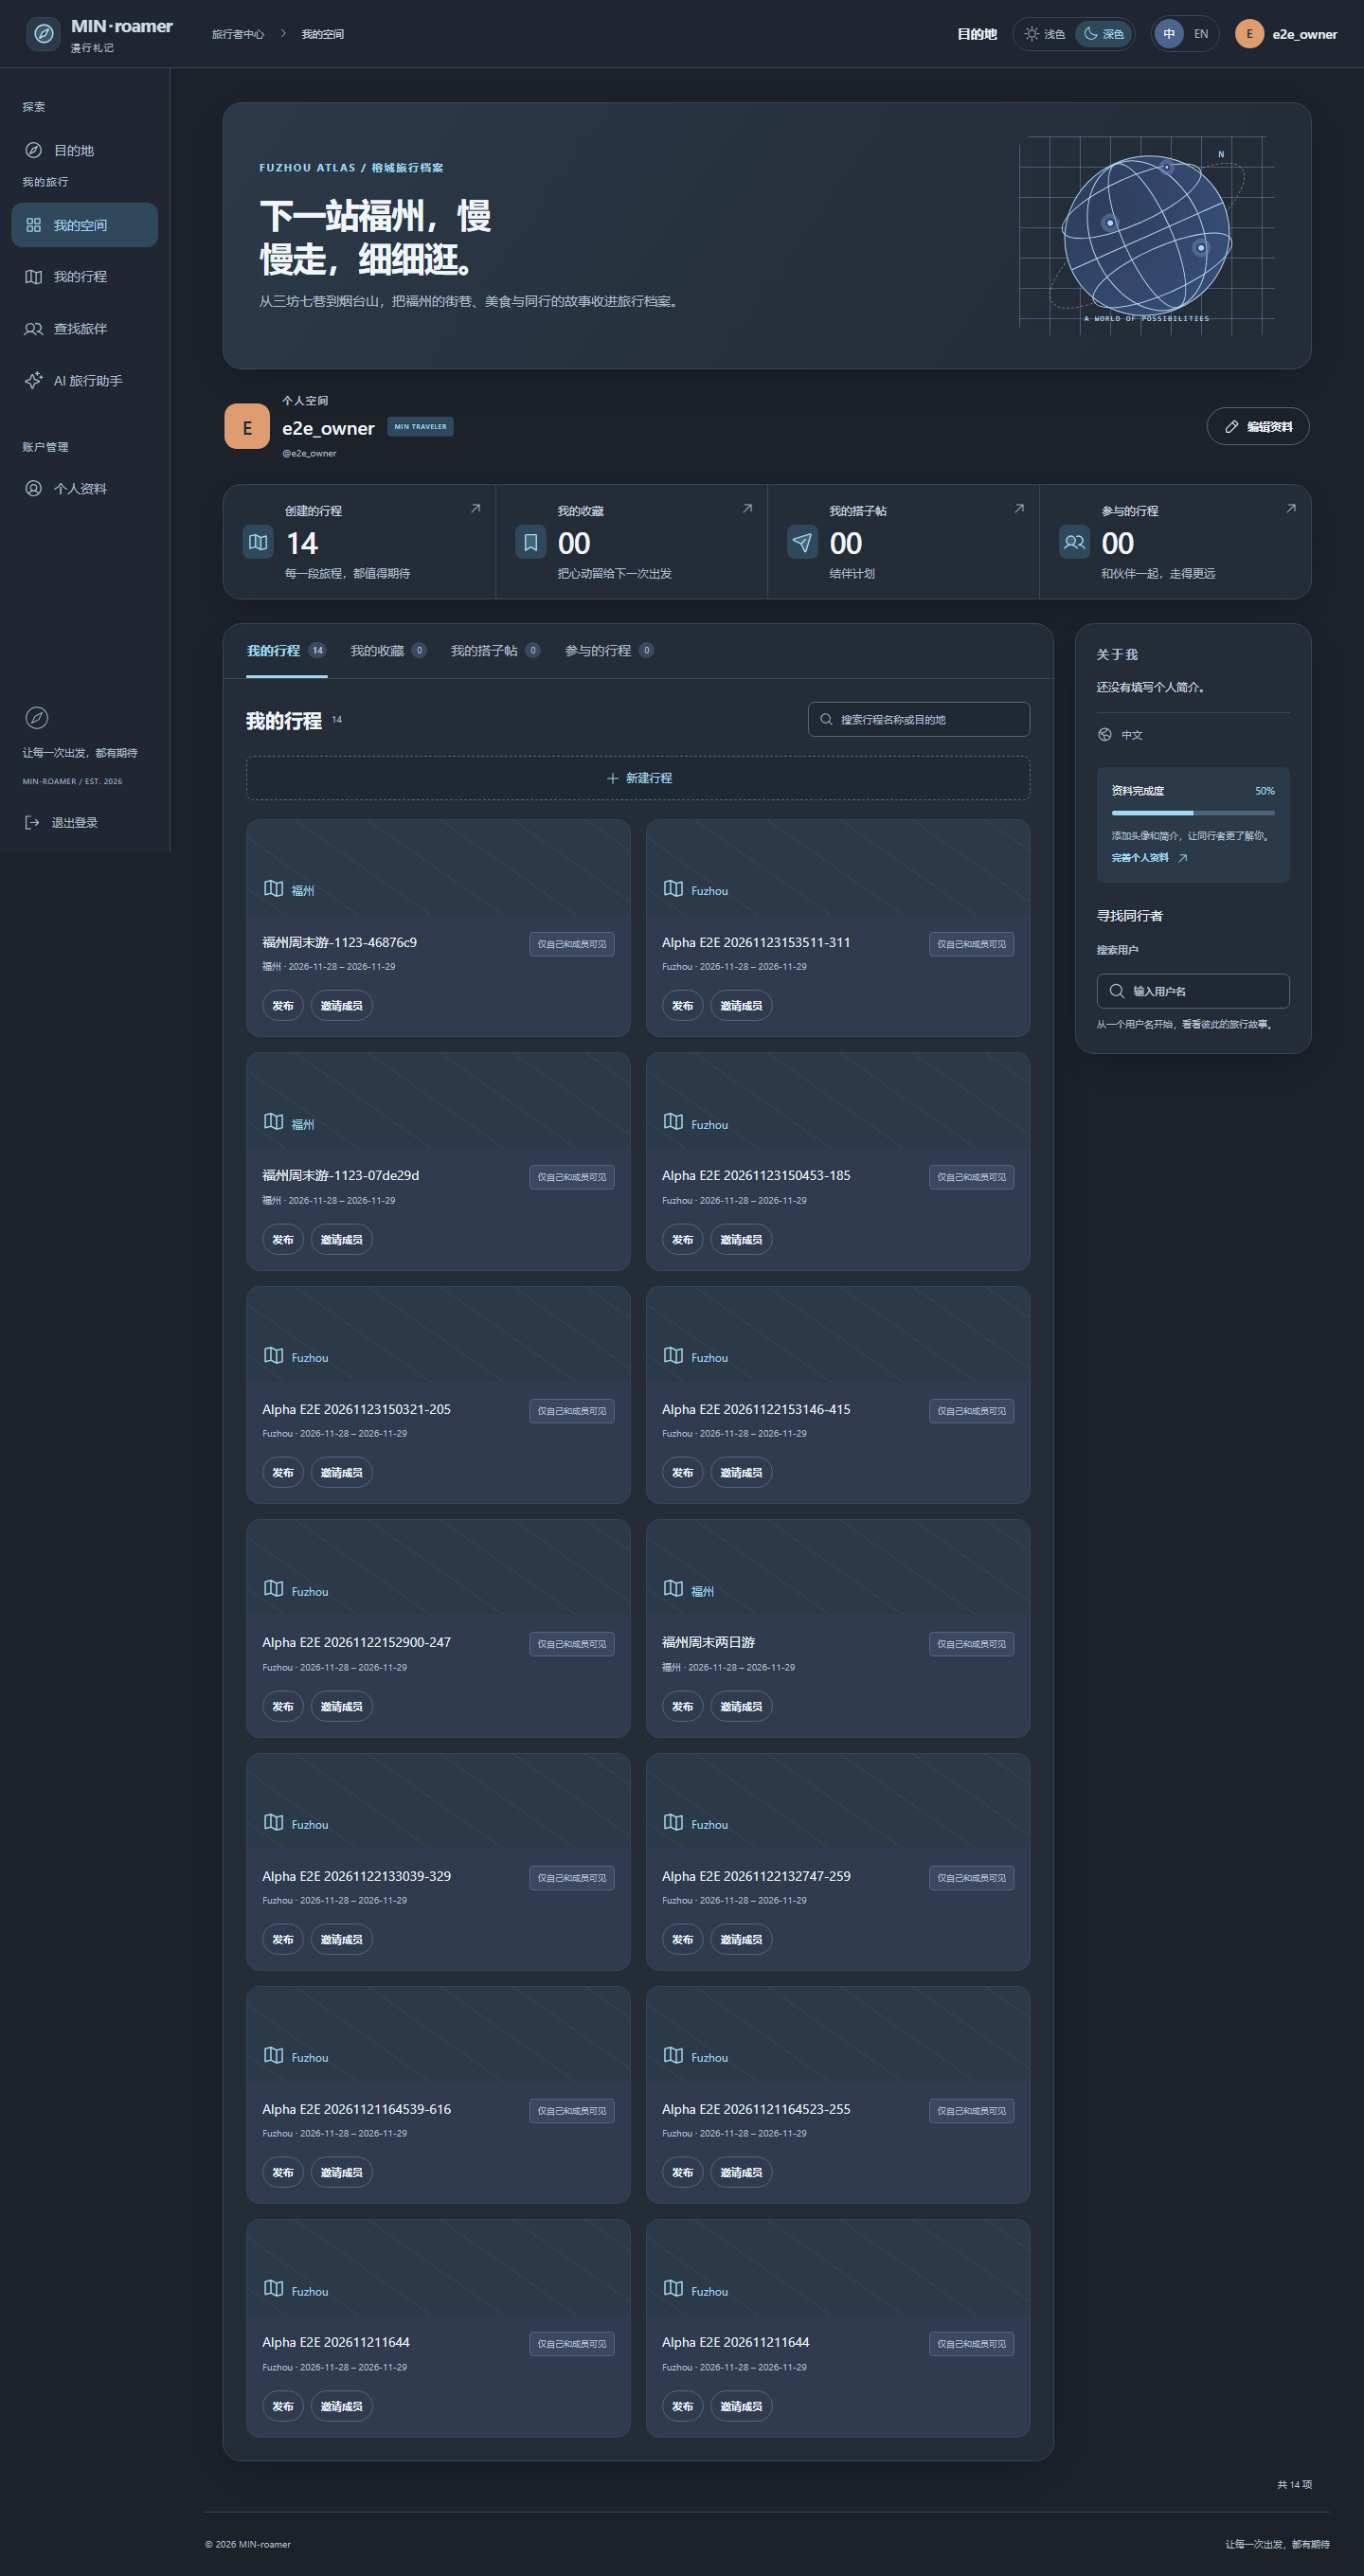 MIN·roamer
漫行札记
旅行者中心
我的空间
目的地
浅色
深色
中
EN
E
e2e_owner
探索
目的地
我的旅行
我的空间
我的行程
查找旅伴
AI 旅行助手
账户管理
个人资料
让每一次出发，都有期待
MIN-ROAMER / EST. 2026
退出登录
FUZHOU ATLAS / 榕城旅行档案
下一站福州，慢
慢走，细细逛。
从三坊七巷到烟台山，把福州的街巷、美食与同行的故事收进旅行档案。
N
A WORLD OF POSSIBILITIES
E
个人空间
e2e_owner
MIN TRAVELER
@e2e_owner
编辑资料
创建的行程
14
每一段旅程，都值得期待
我的收藏
00
把心动留给下一次出发
我的搭子帖
00
结伴计划
参与的行程
00
和伙伴一起，走得更远
我的行程 14
我的收藏 0
我的搭子帖 0
参与的行程 0
我的行程 14
搜索行程名称或目的地
新建行程
福州
福州周末游-1123-46876c9
仅自己和成员可见
福州 · 2026-11-28 – 2026-11-29
发布
邀请成员
Fuzhou
Alpha E2E 20261123153511-311
仅自己和成员可见
Fuzhou · 2026-11-28 – 2026-11-29
发布
邀请成员
福州
福州周末游-1123-07de29d
仅自己和成员可见
福州 · 2026-11-28 – 2026-11-29
发布
邀请成员
Fuzhou
Alpha E2E 20261123150453-185
仅自己和成员可见
Fuzhou · 2026-11-28 – 2026-11-29
发布
邀请成员
Fuzhou
Alpha E2E 20261123150321-205
仅自己和成员可见
Fuzhou · 2026-11-28 – 2026-11-29
发布
邀请成员
Fuzhou
Alpha E2E 20261122153146-415
仅自己和成员可见
Fuzhou · 2026-11-28 – 2026-11-29
发布
邀请成员
Fuzhou
Alpha E2E 20261122152900-247
仅自己和成员可见
Fuzhou · 2026-11-28 – 2026-11-29
发布
邀请成员
福州
福州周末两日游
仅自己和成员可见
福州 · 2026-11-28 – 2026-11-29
发布
邀请成员
Fuzhou
Alpha E2E 20261122133039-329
仅自己和成员可见
Fuzhou · 2026-11-28 – 2026-11-29
发布
邀请成员
Fuzhou
Alpha E2E 20261122132747-259
仅自己和成员可见
Fuzhou · 2026-11-28 – 2026-11-29
发布
邀请成员
Fuzhou
Alpha E2E 20261121164539-616
仅自己和成员可见
Fuzhou · 2026-11-28 – 2026-11-29
发布
邀请成员
Fuzhou
Alpha E2E 20261121164523-255
仅自己和成员可见
Fuzhou · 2026-11-28 – 2026-11-29
发布
邀请成员
Fuzhou
Alpha E2E 202611211644
仅自己和成员可见
Fuzhou · 2026-11-28 – 2026-11-29
发布
邀请成员
Fuzhou
Alpha E2E 202611211644
仅自己和成员可见
Fuzhou · 2026-11-28 – 2026-11-29
发布
邀请成员
关于我
还没有填写个人简介。
中文
资料完成度 50%
添加头像和简介，让同行者更了解你。
完善个人资料
寻找同行者
搜索用户
输入用户名
从一个用户名开始，看看彼此的旅行故事。
共 14 项
© 2026 MIN-roamer
让每一次出发，都有期待